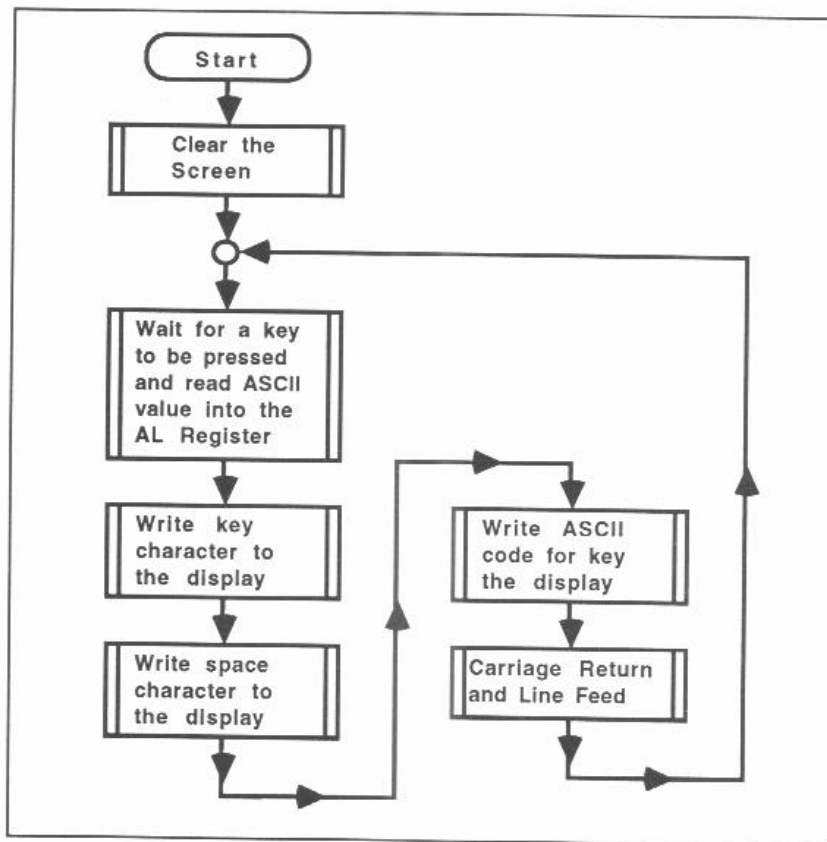 Start
Clear the
Screen
Wait for a key
to be pressed
and read ASCII
value into the
AL Register
Write key
character to
the display
Write space
character to
the display
Write ASCII
code for key
the display
Carriage Return
and Line Feed